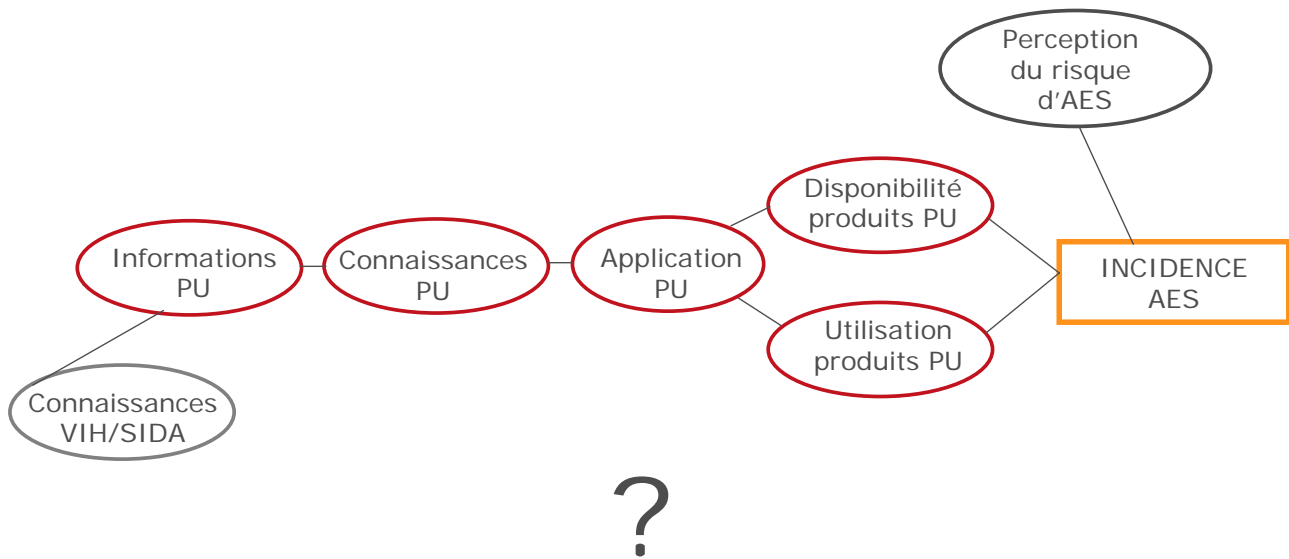 Perception
du risque
d'AES
Disponibilité
produits PU
Informations
PU
Connaissances
PU
Application
PU
INCIDENCE
AES
Utilisation
produits PU
Connaissances
VIH/SIDA
?